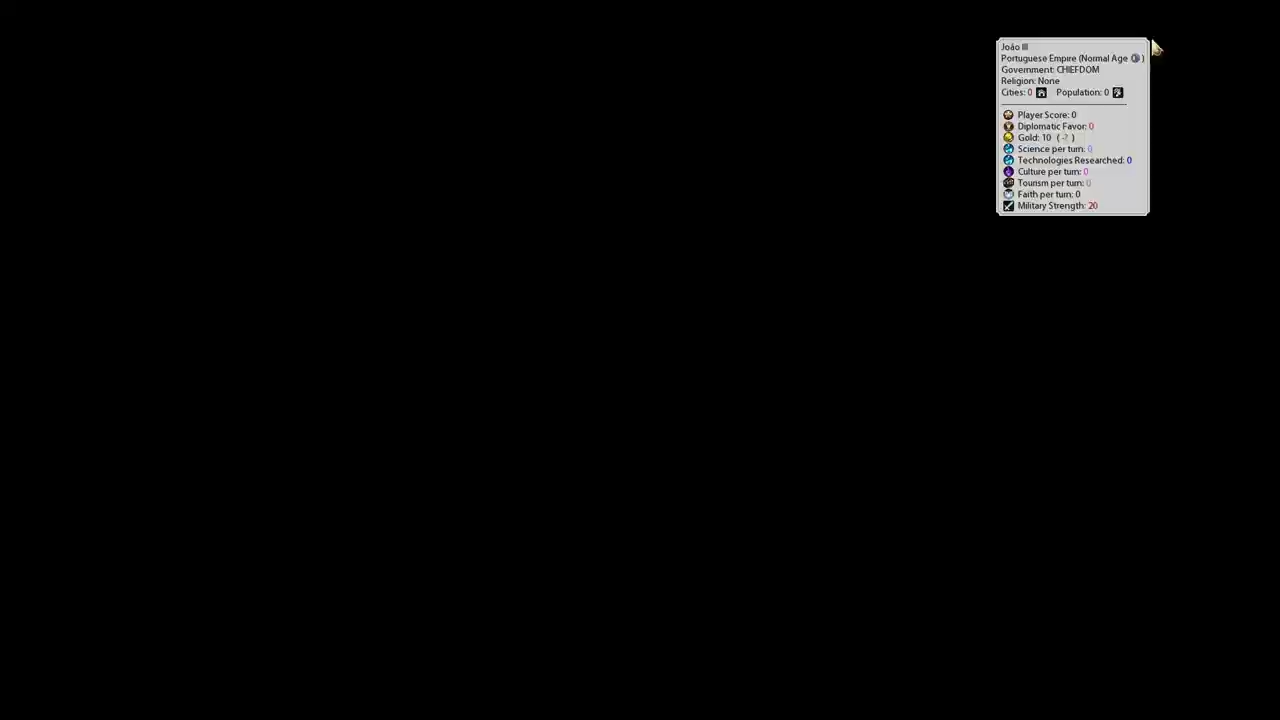 João III
Portuguese Empire (Normal Age )
Government: CHIEFDOM
Religion: None
Cities: 0 Population: 0
Player Score: 0
Diplomatic Favor: 0
Gold: 10 ( )
Science per turn: 0
Technologies Researched: 0
Culture per turn: 0
Tourism per turn: 0
Faith per turn: 0
Military Strength: 20